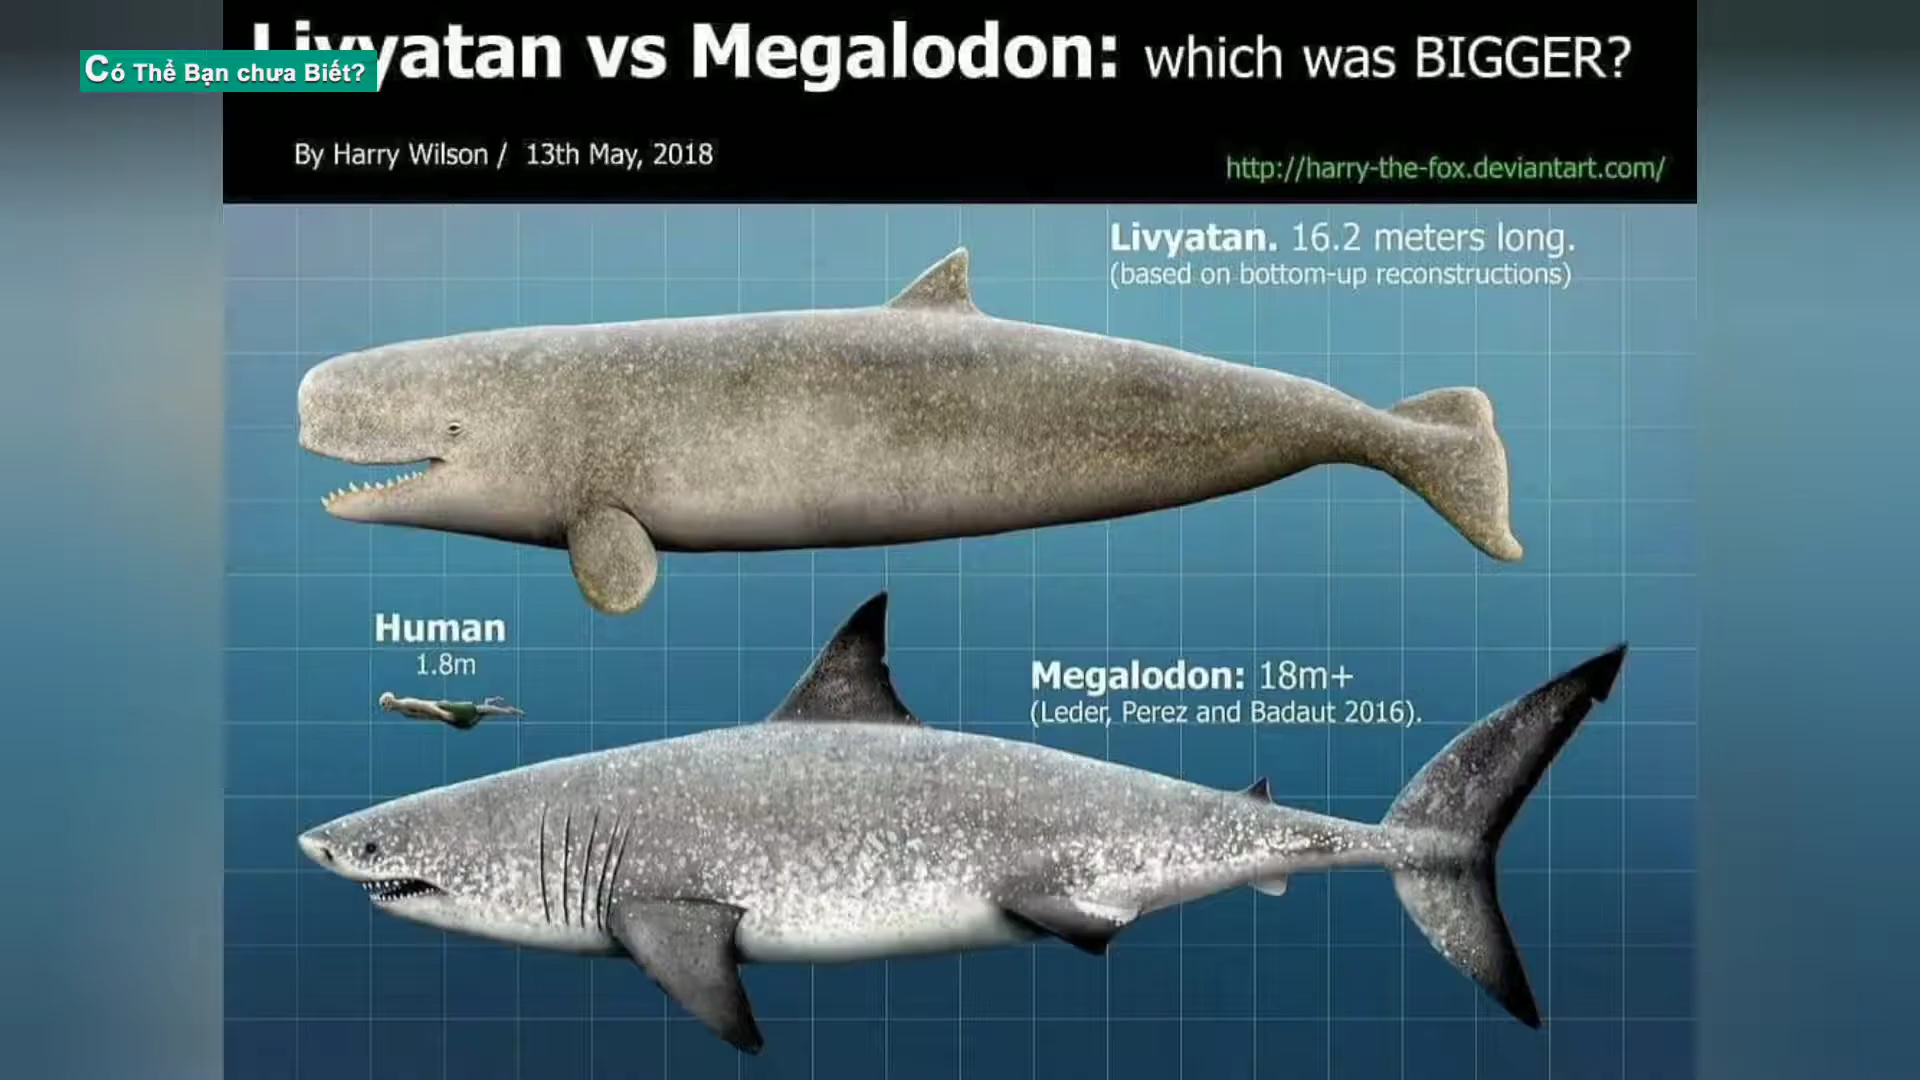 Có Thể Bạn chưa Biết?
Livyatan vs Megalodon: which was BIGGER?
By Harry Wilson / 13th May, 2018
http://harry-the-fox.deviantart.com/
Livyatan. 16.2 meters long.
(based on bottom-up reconstructions)
Human
1.8m
Megalodon: 18m+
(Leder, Perez and Badaut 2016).